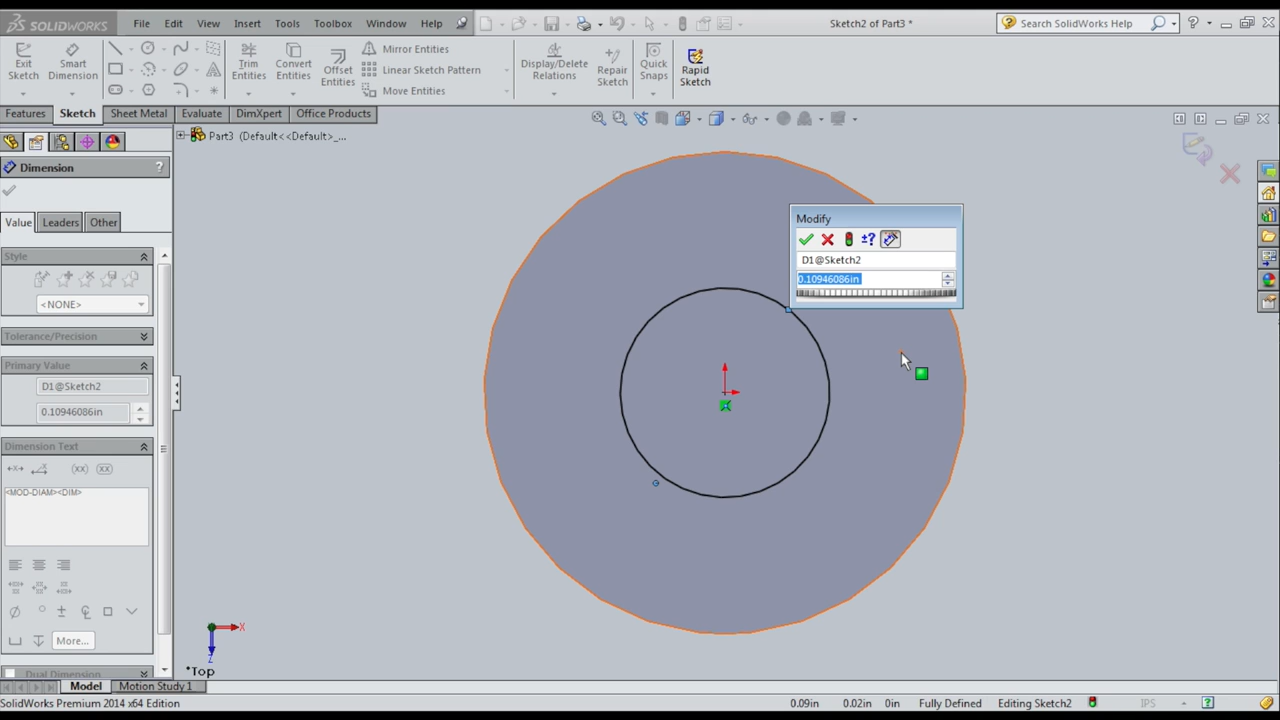 SOLIDWORKS File Edit View Insert Tools Toolbox Window Help Sketch2 of Part3 * Search SolidWorks Help
Exit Sketch
Smart Dimension
Trim Entities
Convert Entities
Offset Entities
Mirror Entities
Linear Sketch Pattern
Move Entities
Display/Delete Relations
Repair Sketch
Quick Snaps
Rapid Sketch
Features Sketch Sheet Metal Evaluate DimXpert Office Products
Part3 (Default<<Default>_...
Dimension ?
Value Leaders Other
Style
<NONE>
Tolerance/Precision
Primary Value
D1@Sketch2
0.10946086in
Dimension Text
(xx) (xx)
<MOD-DIAM><DIM>
More...
Dual Dimension
Modify
±?
D1@Sketch2
0.10946086in
X
Z
*Top
Model Motion Study 1
SolidWorks Premium 2014 x64 Edition 0.09in 0.02in 0in Fully Defined Editing Sketch2 IPS ?